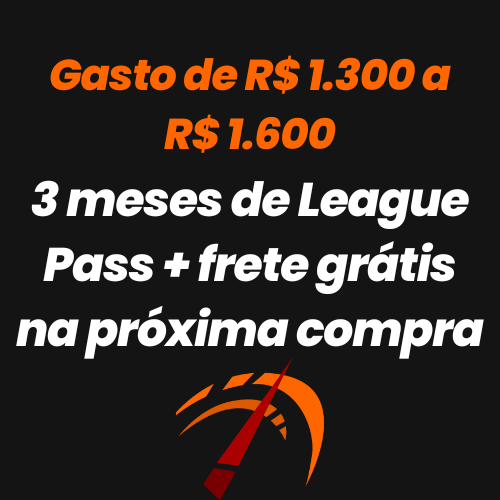 Gasto de R$ 1.300 a
R$ 1.600
3 meses de League
Pass + frete grátis
na próxima compra